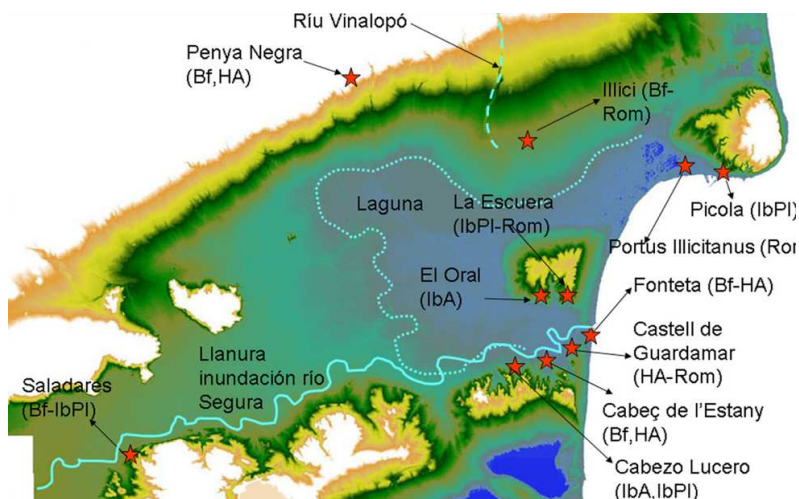 Ríu Vinalopó
Penya Negra
(Bf,HA)
Illici (Bf-
Rom)
Laguna
La Escuera
(IbPl-Rom)
Picola (IbPl)
Portus Illicitanus (Rom
El Oral
(IbA)
Fonteta (Bf-HA)
Castell de
Guardamar
(HA-Rom)
Llanura
inundación río
Segura
Saladares
(Bf-IbPl)
Cabeç de l'Estany
(Bf,HA)
Cabezo Lucero
(IbA,IbPl)